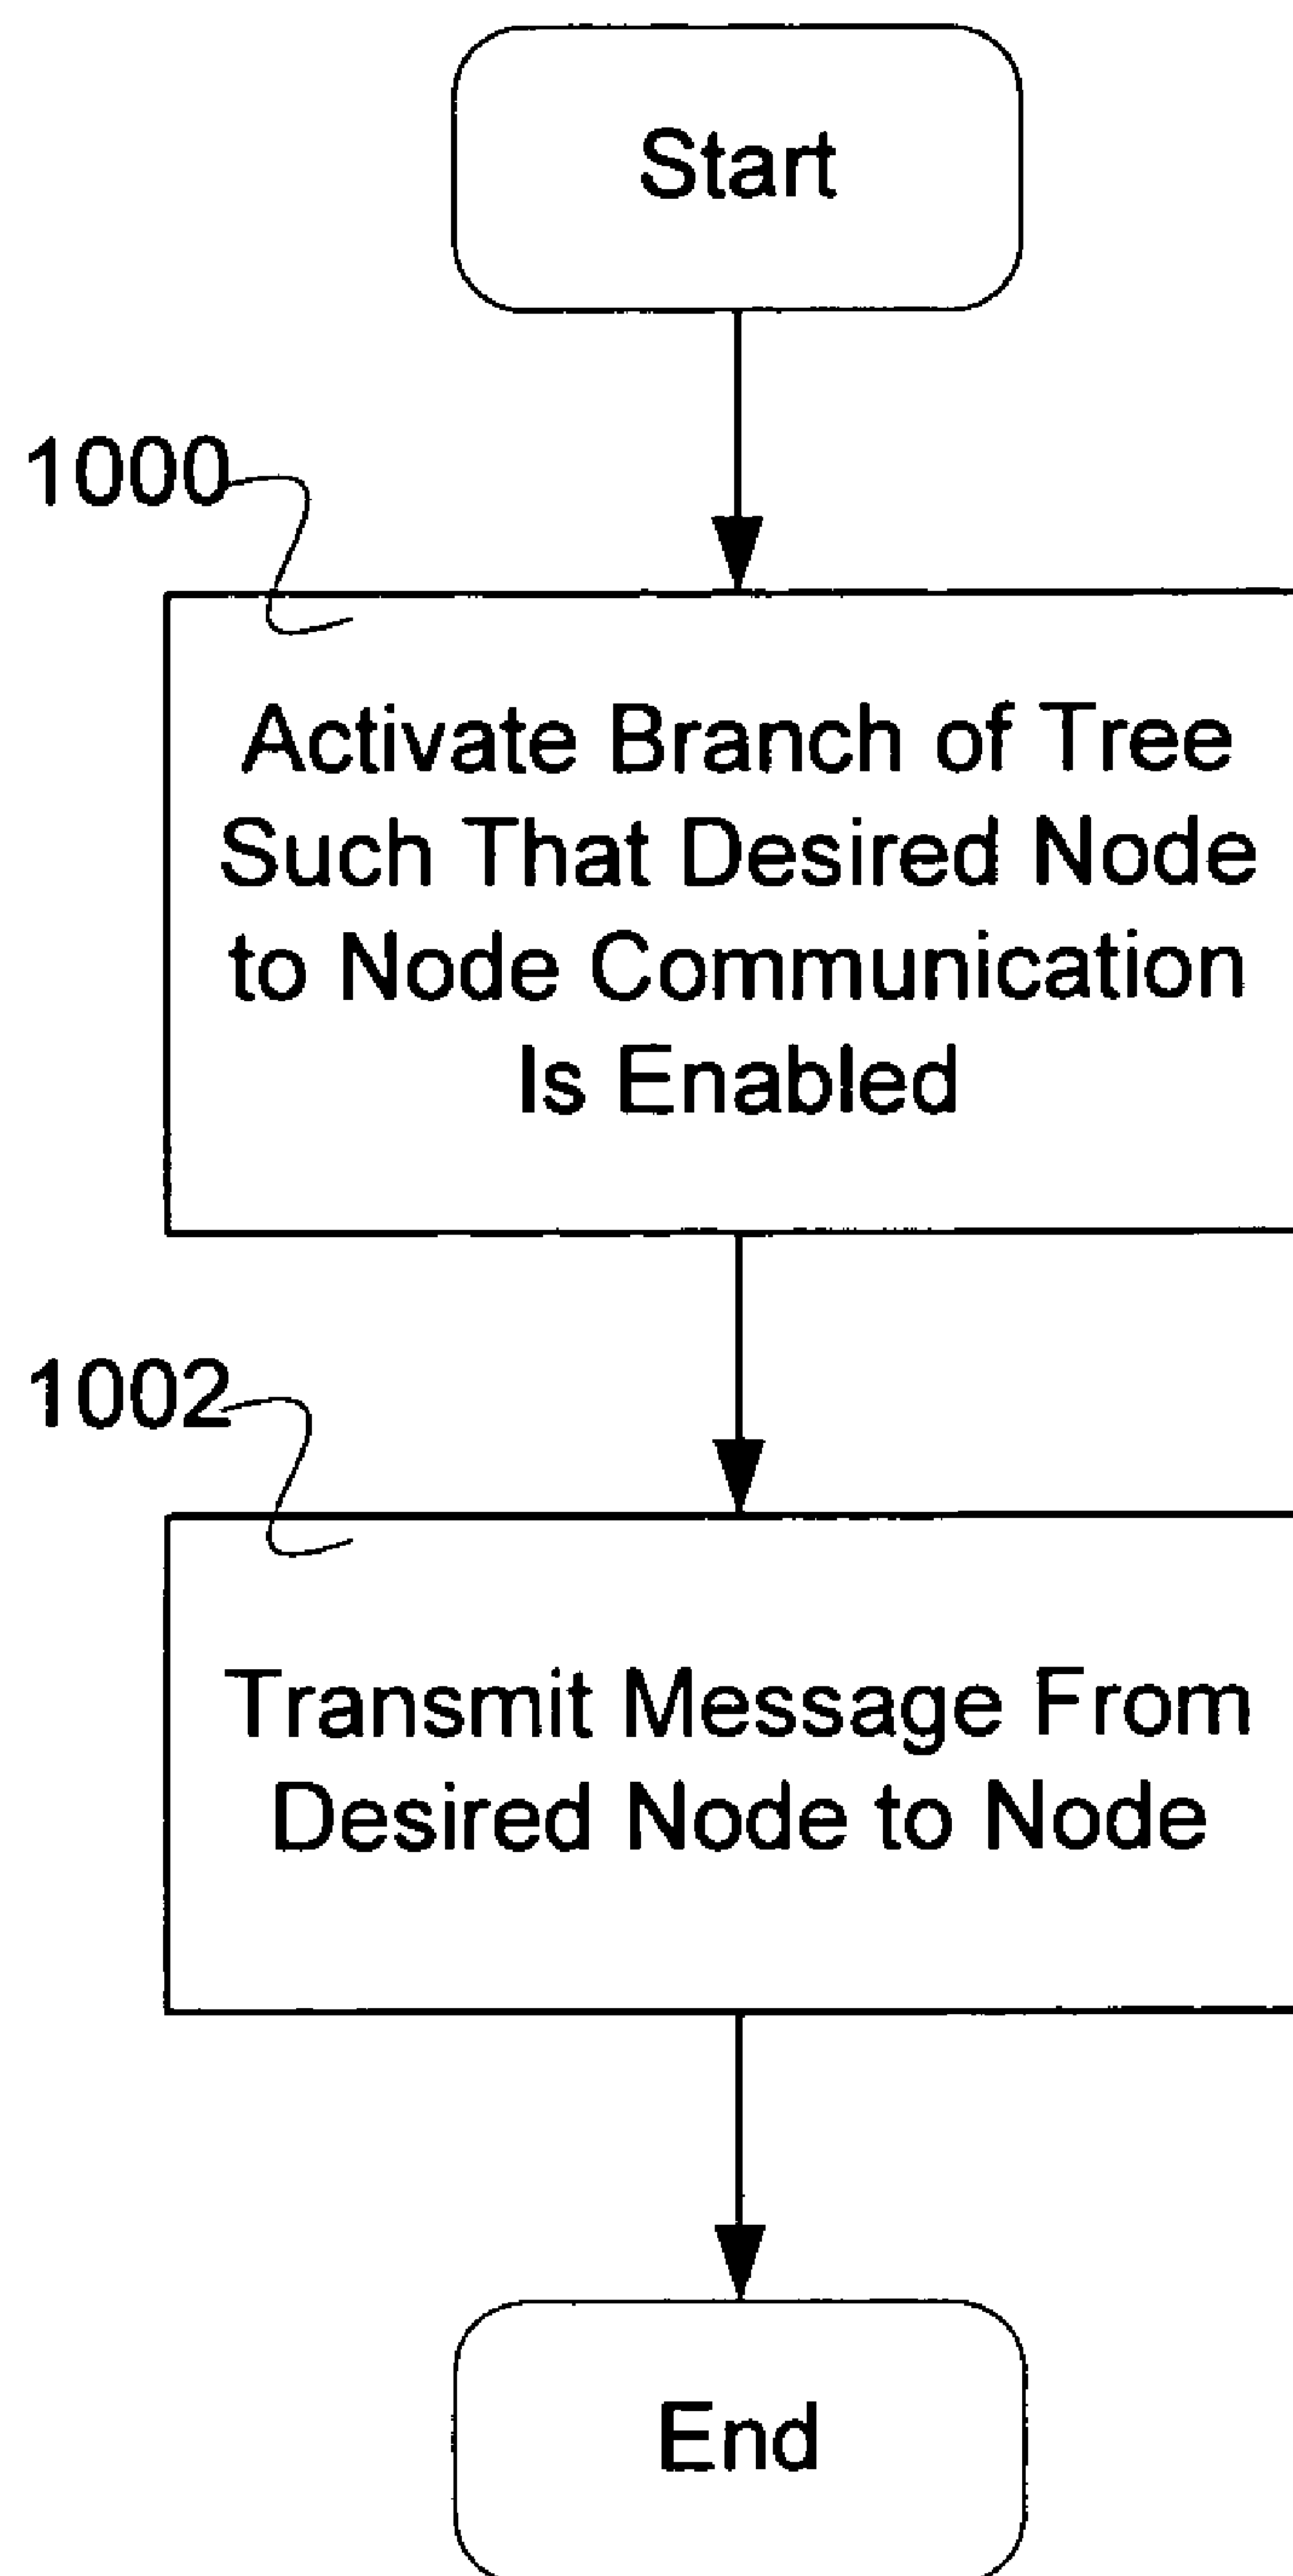 Start
1000
Activate Branch of Tree
Such That Desired Node
to Node Communication
Is Enabled
1002
Transmit Message From
Desired Node to Node
End